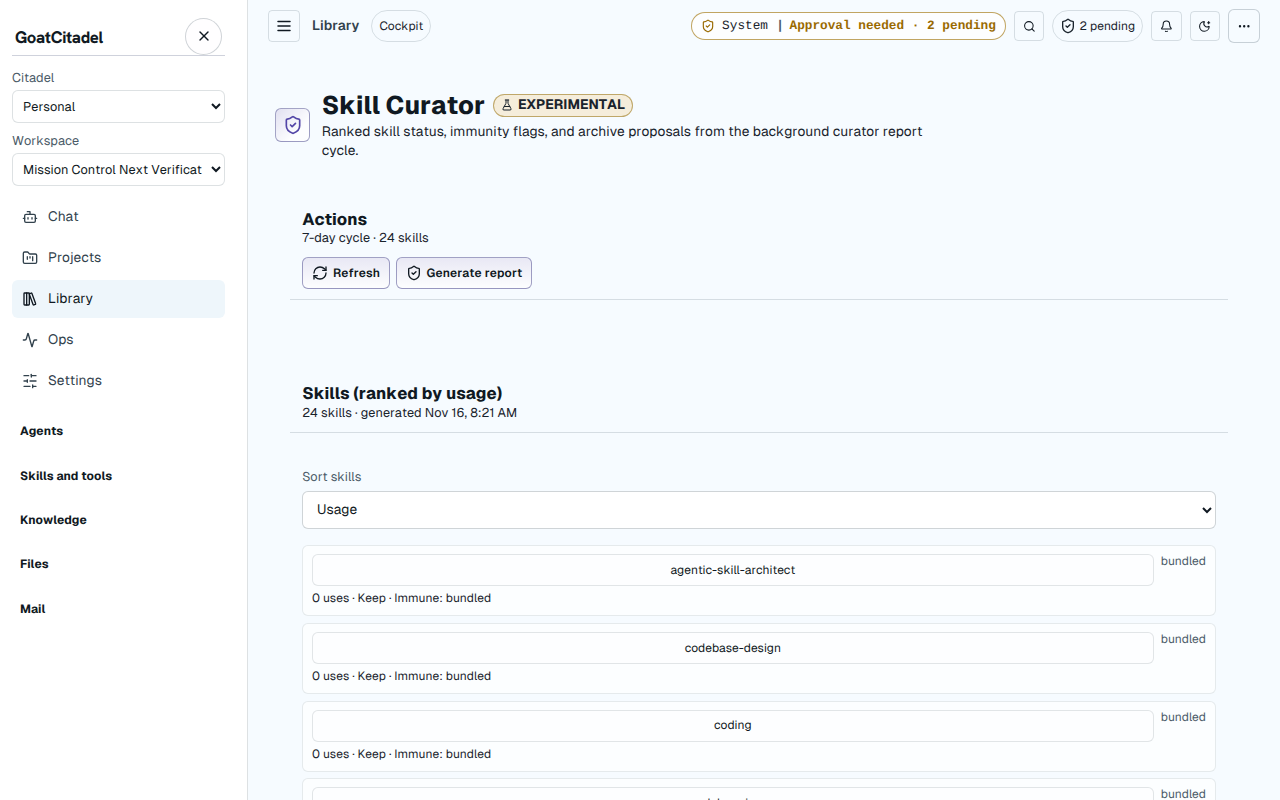 GoatCitadel
Citadel
Personal
Workspace
Mission Control Next Verificat
Chat
Projects
Library
Ops
Settings
Agents
Skills and tools
Knowledge
Files
Mail
Library
Cockpit
System | Approval needed · 2 pending
2 pending
Skill Curator
EXPERIMENTAL
Ranked skill status, immunity flags, and archive proposals from the background curator report
cycle.
Actions
7-day cycle · 24 skills
Refresh
Generate report
Skills (ranked by usage)
24 skills · generated Nov 16, 8:21 AM
Sort skills
Usage
agentic-skill-architect
bundled
0 uses · Keep · Immune: bundled
codebase-design
bundled
0 uses · Keep · Immune: bundled
coding
bundled
0 uses · Keep · Immune: bundled
bundled